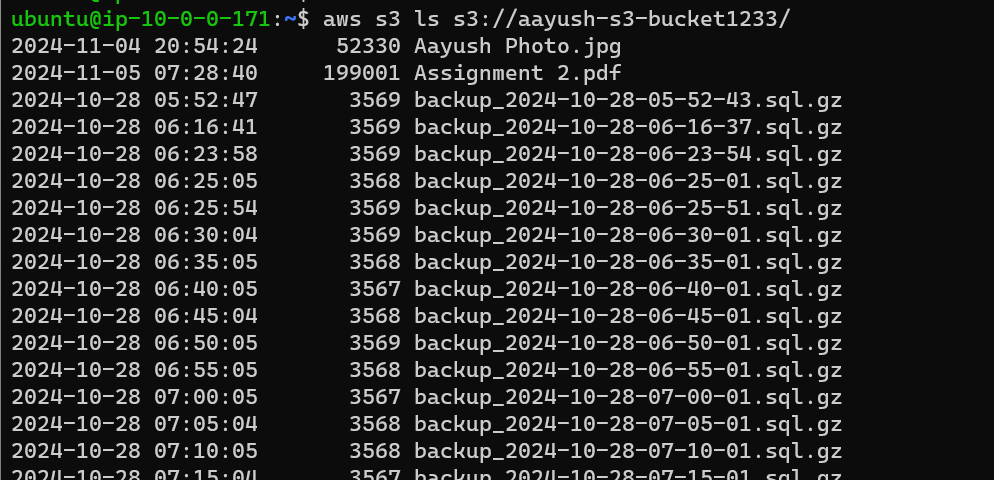 ubuntu@ip-10-0-0-171:~$ aws s3 ls s3://aayush-s3-bucket1233/
2024-11-04 20:54:24      52330 Aayush Photo.jpg
2024-11-05 07:28:40     199001 Assignment 2.pdf
2024-10-28 05:52:47       3569 backup_2024-10-28-05-52-43.sql.gz
2024-10-28 06:16:41       3569 backup_2024-10-28-06-16-37.sql.gz
2024-10-28 06:23:58       3569 backup_2024-10-28-06-23-54.sql.gz
2024-10-28 06:25:05       3568 backup_2024-10-28-06-25-01.sql.gz
2024-10-28 06:25:54       3569 backup_2024-10-28-06-25-51.sql.gz
2024-10-28 06:30:04       3569 backup_2024-10-28-06-30-01.sql.gz
2024-10-28 06:35:05       3568 backup_2024-10-28-06-35-01.sql.gz
2024-10-28 06:40:05       3567 backup_2024-10-28-06-40-01.sql.gz
2024-10-28 06:45:04       3568 backup_2024-10-28-06-45-01.sql.gz
2024-10-28 06:50:05       3569 backup_2024-10-28-06-50-01.sql.gz
2024-10-28 06:55:05       3568 backup_2024-10-28-06-55-01.sql.gz
2024-10-28 07:00:05       3567 backup_2024-10-28-07-00-01.sql.gz
2024-10-28 07:05:04       3568 backup_2024-10-28-07-05-01.sql.gz
2024-10-28 07:10:05       3568 backup_2024-10-28-07-10-01.sql.gz
2024-10-28 07:15:04       3567 backup_2024-10-28-07-15-01.sql.gz